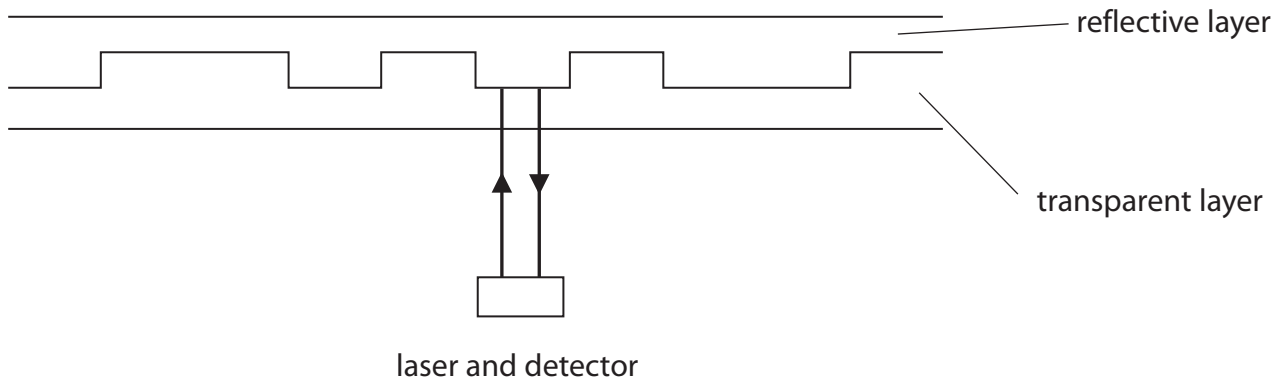 reflective layer
transparent layer
laser and detector